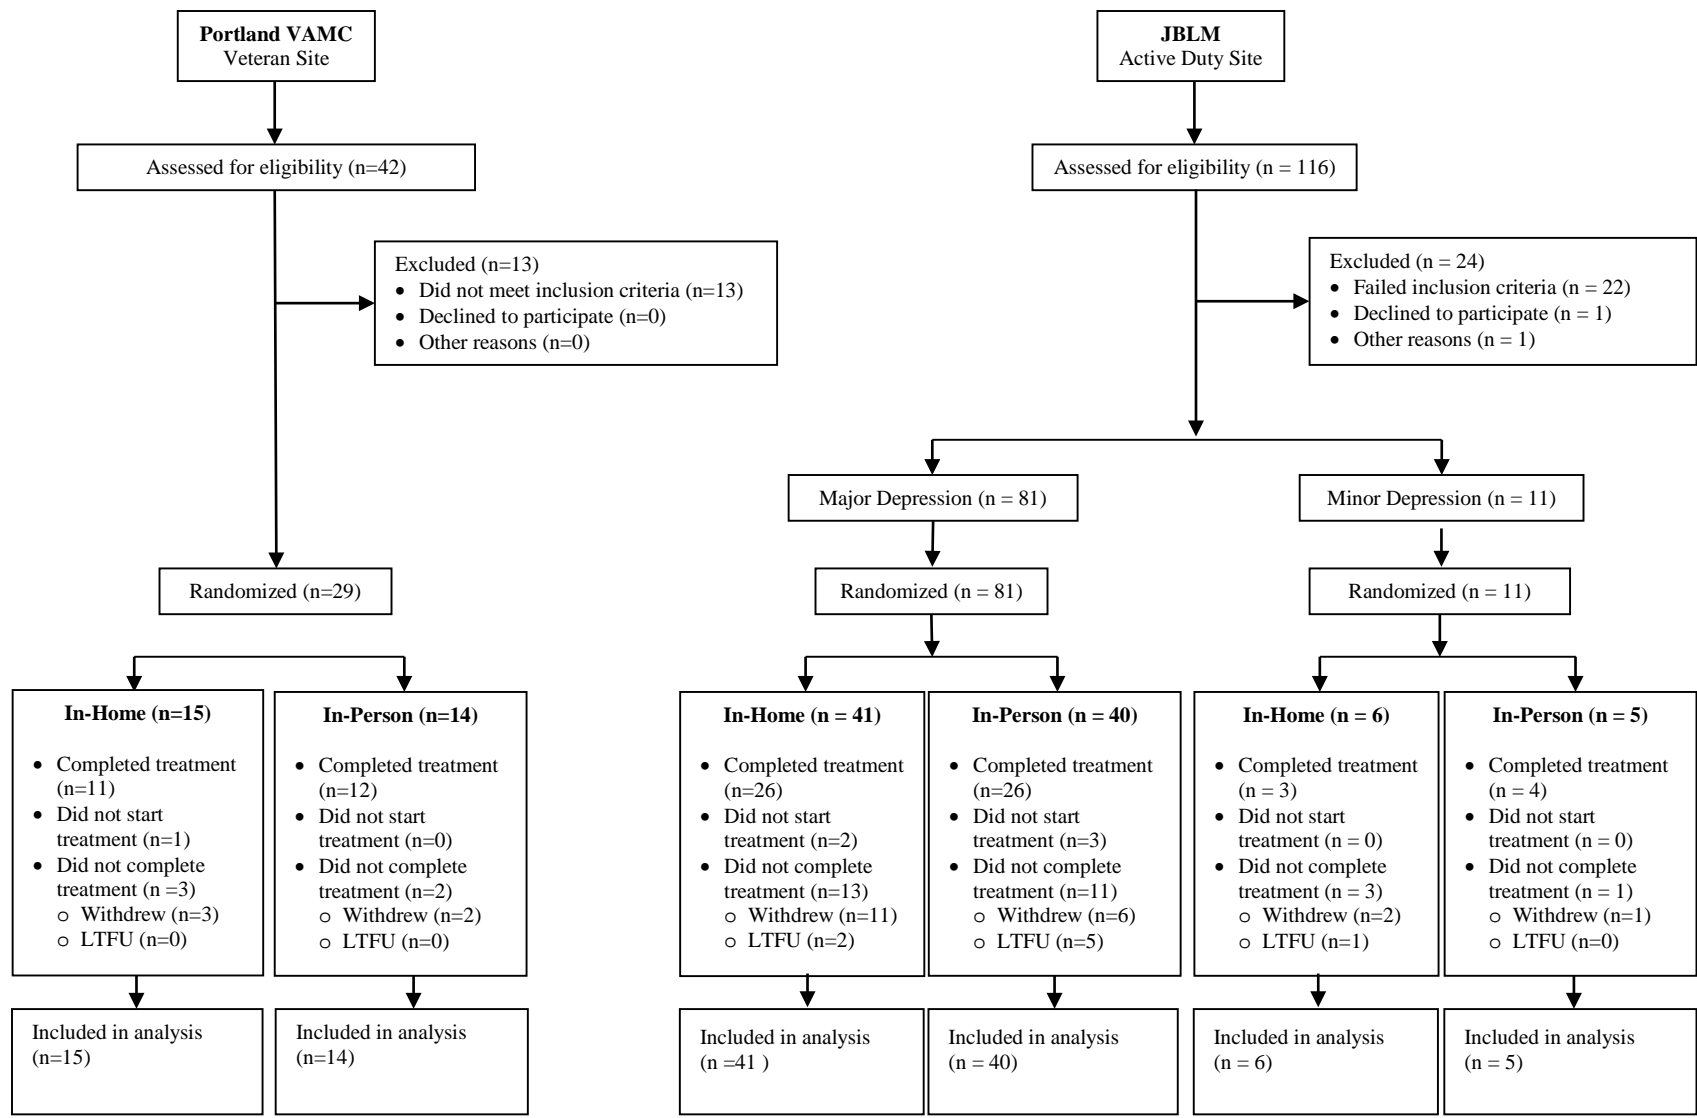 Portland VAMC
Veteran Site
Assessed for eligibility (n=42)
Excluded (n=13)
• Did not meet inclusion criteria (n=13)
• Declined to participate (n=0)
• Other reasons (n=0)
Randomized (n=29)
In-Home (n=15)
• Completed treatment
(n=11)
• Did not start
treatment (n=1)
• Did not complete
treatment (n =3)
o Withdrew (n=3)
o LTFU (n=0)
Included in analysis
(n=15)
In-Person (n=14)
• Completed treatment
(n=12)
• Did not start
treatment (n=0)
• Did not complete
treatment (n=2)
o Withdrew (n=2)
o LTFU (n=0)
Included in analysis
(n=14)
JBLM
Active Duty Site
Assessed for eligibility (n = 116)
Excluded (n = 24)
• Failed inclusion criteria (n = 22)
• Declined to participate (n = 1)
• Other reasons (n = 1)
Major Depression (n = 81)
Randomized (n = 81)
In-Home (n = 41)
• Completed treatment
(n=26)
• Did not start
treatment (n=2)
• Did not complete
treatment (n=13)
o Withdrew (n=11)
o LTFU (n=2)
Included in analysis
(n =41 )
In-Person (n = 40)
• Completed treatment
(n=26)
• Did not start
treatment (n=3)
• Did not complete
treatment (n=11)
o Withdrew (n=6)
o LTFU (n=5)
Included in analysis
(n = 40)
Minor Depression (n = 11)
Randomized (n = 11)
In-Home (n = 6)
• Completed treatment
(n = 3)
• Did not start
treatment (n = 0)
• Did not complete
treatment (n = 3)
o Withdrew (n=2)
o LTFU (n=1)
Included in analysis
(n = 6)
In-Person (n = 5)
• Completed treatment
(n = 4)
• Did not start
treatment (n = 0)
• Did not complete
treatment (n = 1)
o Withdrew (n=1)
o LTFU (n=0)
Included in analysis
(n = 5)